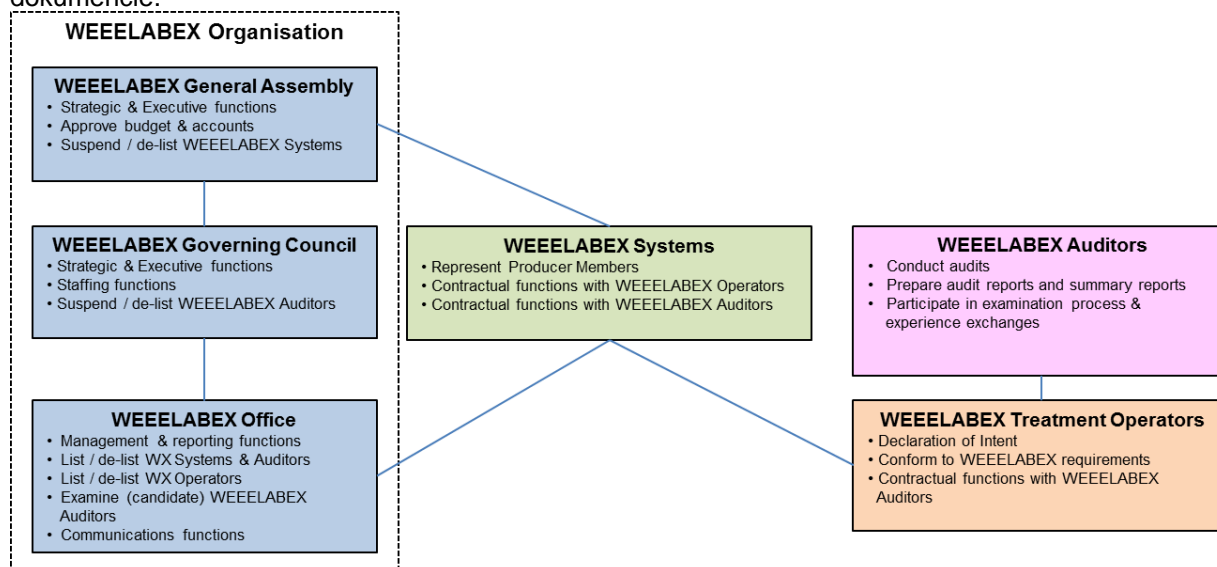 dokumencie.
WEEELABEX Organisation
WEEELABEX General Assembly
• Strategic & Executive functions
• Approve budget & accounts
• Suspend / de-list WEEELABEX Systems
WEEELABEX Governing Council
• Strategic & Executive functions
• Staffing functions
• Suspend / de-list WEEELABEX Auditors
WEEELABEX Office
• Management & reporting functions
• List / de-list WX Systems & Auditors
• List / de-list WX Operators
• Examine (candidate) WEEELABEX
Auditors
• Communications functions
WEEELABEX Systems
• Represent Producer Members
• Contractual functions with WEEELABEX Operators
• Contractual functions with WEEELABEX Auditors
WEEELABEX Auditors
• Conduct audits
• Prepare audit reports and summary reports
• Participate in examination process &
experience exchanges
WEEELABEX Treatment Operators
• Declaration of Intent
• Conform to WEEELABEX requirements
• Contractual functions with WEEELABEX
Auditors